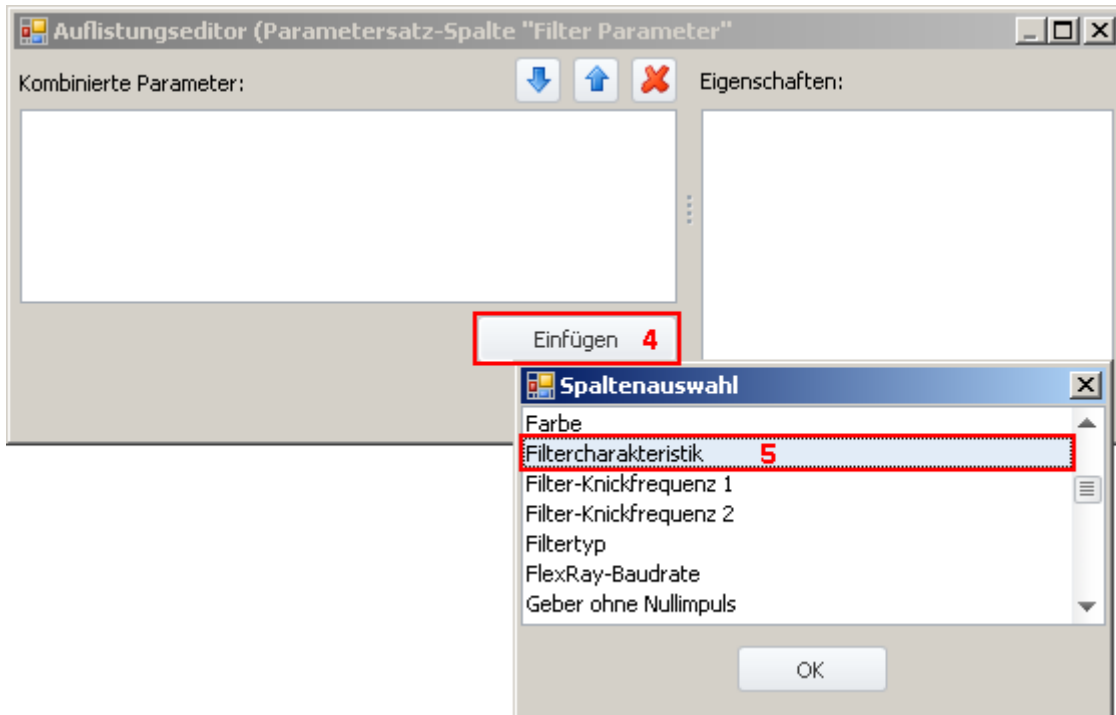 Auflistungseditor (Parametersatz-Spalte "Filter Parameter"
Kombinierte Parameter:
Eigenschaften:
Einfügen 4
Spaltenauswahl
Farbe
Filtercharakteristik 5
Filter-Knickfrequenz 1
Filter-Knickfrequenz 2
Filtertyp
FlexRay-Baudrate
Geber ohne Nullimpuls
OK